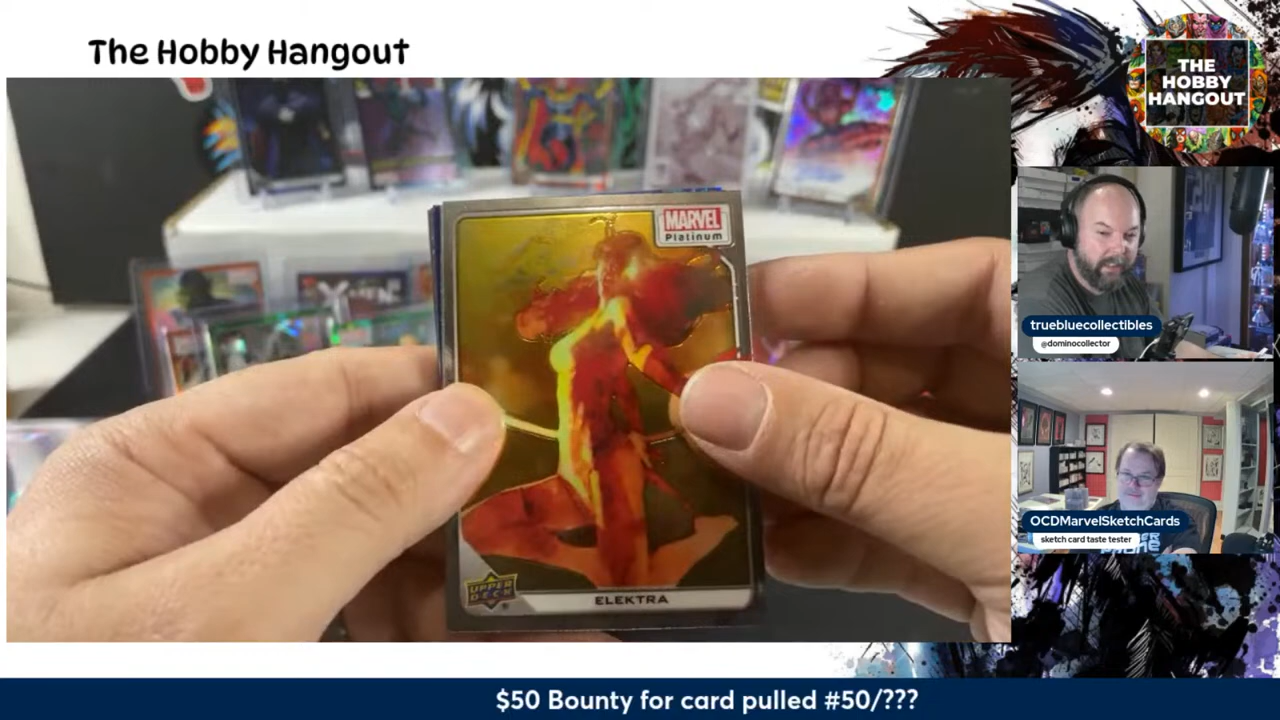 The Hobby Hangout
THE
HOBBY
HANGOUT
MARVEL
Platinum
UPPER
DECK
ELEKTRA
truebluecollectibles
@dominocollector
OCDMarvelSketchCards
sketch card taste tester
$50 Bounty for card pulled #50/???